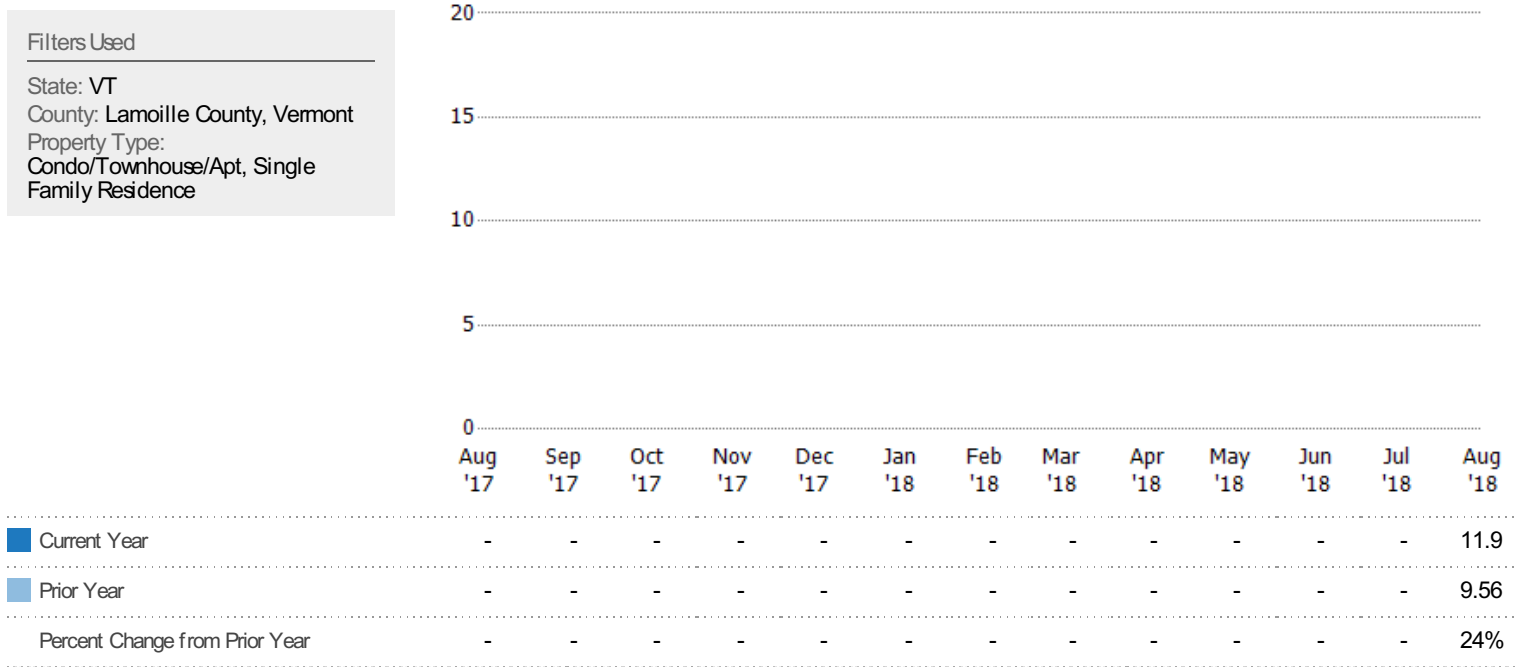 Filters Used
State: VT
County: Lamoille County, Vermont
Property Type:
Condo/Townhouse/Apt, Single
Family Residence
20
15
10
5
0
Aug Sep Oct Nov Dec Jan Feb Mar Apr May Jun Jul Aug
'17 '17 '17 '17 '17 '18 '18 '18 '18 '18 '18 '18 '18
Current Year - - - - - - - - - - - - 11.9
Prior Year - - - - - - - - - - - - 9.56
Percent Change from Prior Year - - - - - - - - - - - - 24%